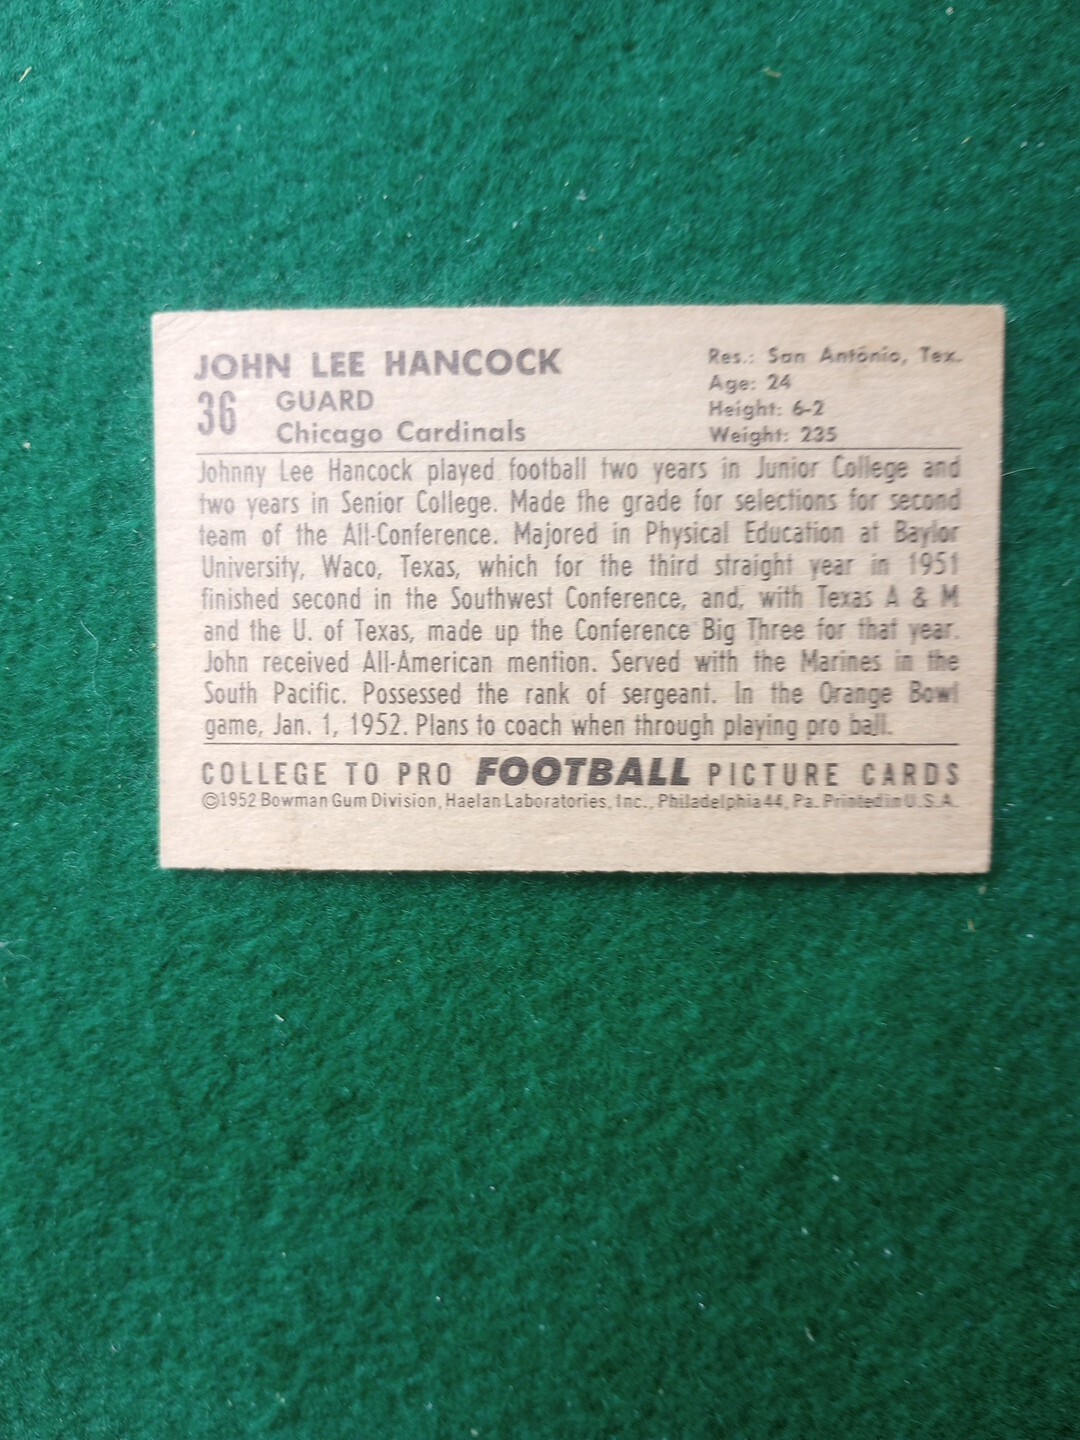 JOHN LEE HANCOCK
36
GUARD
Chicago Cardinals
Res.: San Antonio, Tex.
Age: 24
Height: 6-2
Weight: 235
Johnny Lee Hancock played football two years in Junior College and
two years in Senior College. Made the grade for selections for second
team of the All-Conference. Majored in Physical Education at Baylor
University, Waco, Texas, which for the third straight year in 1951
finished second in the Southwest Conference, and, with Texas A & M
and the U. of Texas, made up the Conference Big Three for that year.
John received All-American mention. Served with the Marines in the
South Pacific. Possessed the rank of sergeant. In the Orange Bowl
game, Jan. 1, 1952. Plans to coach when through playing pro ball.
COLLEGE TO PRO FOOTBALL PICTURE CARDS
©1952 Bowman Gum Division, Haelan Laboratories, Inc., Philadelphia 44, Pa. Printed in U.S.A.